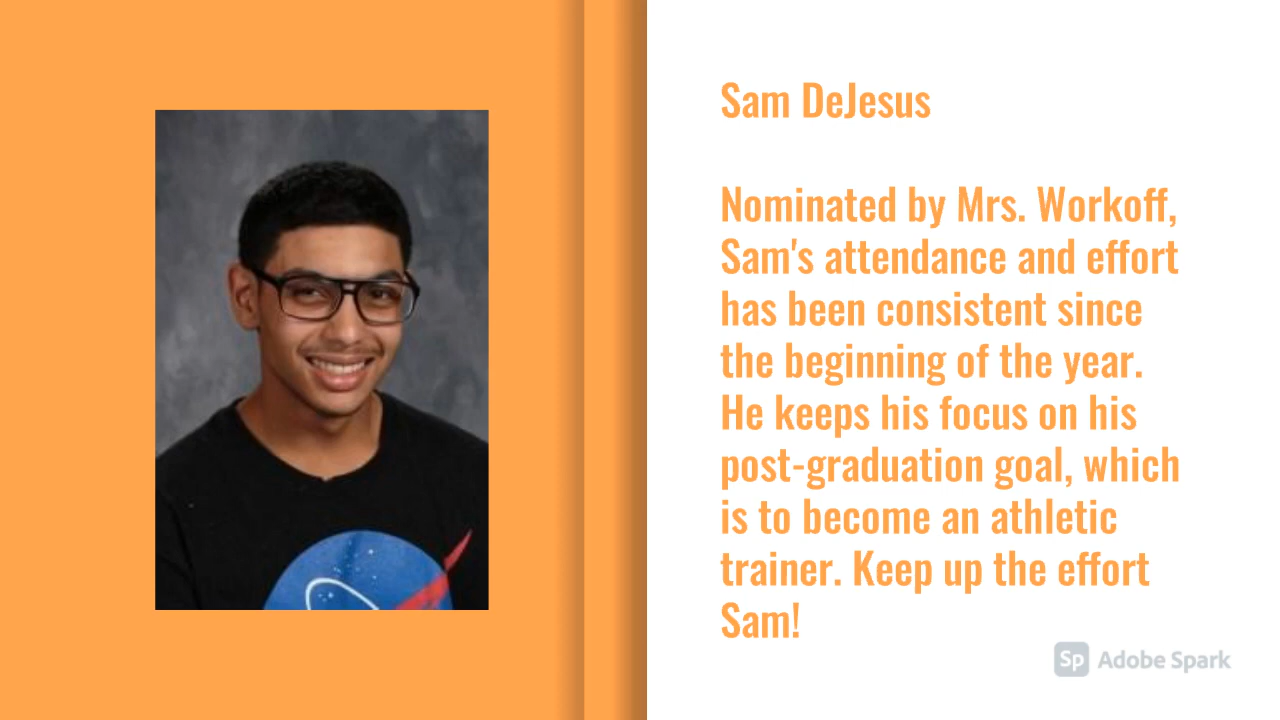 Sam DeJesus
Nominated by Mrs. Workoff,
Sam's attendance and effort
has been consistent since
the beginning of the year.
He keeps his focus on his
post-graduation goal, which
is to become an athletic
trainer. Keep up the effort
Sam!
Sp Adobe Spark